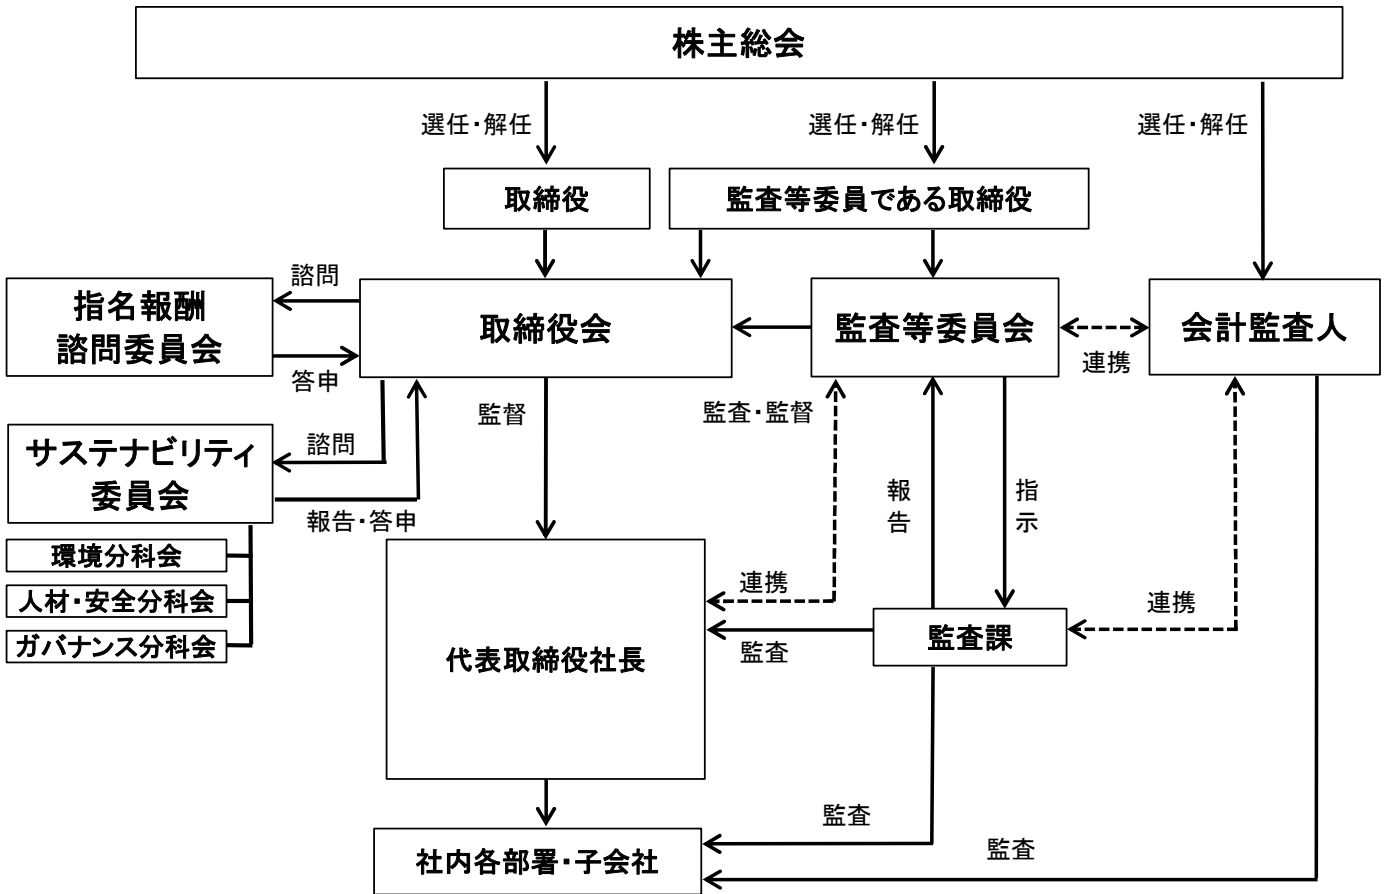 株主総会
選任・解任
選任・解任
選任・解任
取締役
監査等委員である取締役
諮問
指名報酬
諮問委員会
取締役会
監査等委員会
会計監査人
連携
答申
監督
監査・監督
サステナビリティ
委員会
諮問
報告・答申
報告
指示
環境分科会
人材・安全分科会
ガバナンス分科会
連携
連携
監査課
監査
代表取締役社長
監査
監査
社内各部署・子会社